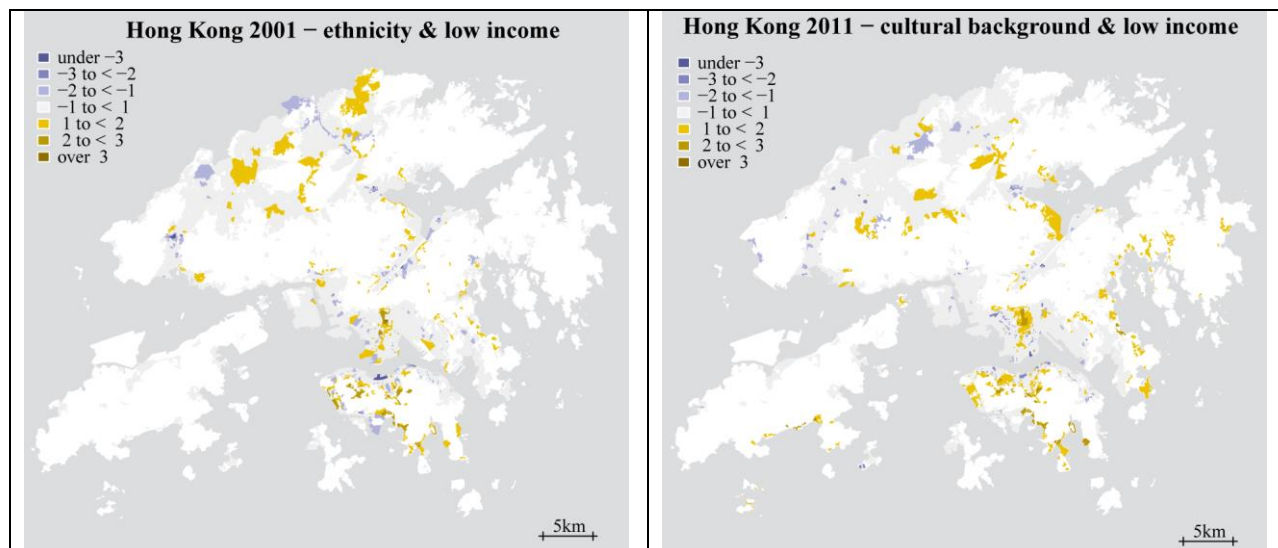 Hong Kong 2001 − ethnicity & low income
under −3
−3 to < −2
−2 to < −1
−1 to < 1
1 to < 2
2 to < 3
over 3
5km
Hong Kong 2011 − cultural background & low income
under −3
−3 to < −2
−2 to <−1
−1 to < 1
1 to < 2
2 to < 3
over 3
5km